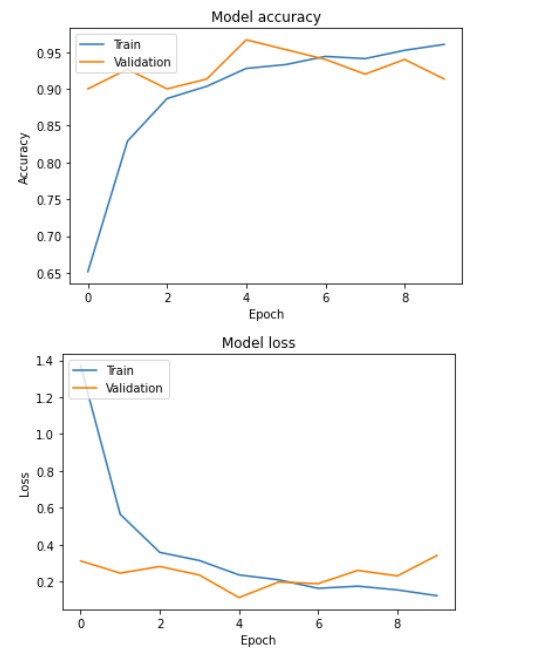 Model accuracy
Train
Validation
0.95
0.90
0.85
0.80
0.75
0.70
0.65
Accuracy
0 2 4 6 8
Epoch
Model loss
Train
Validation
1.4
1.2
1.0
0.8
0.6
0.4
0.2
Loss
0 2 4 6 8
Epoch